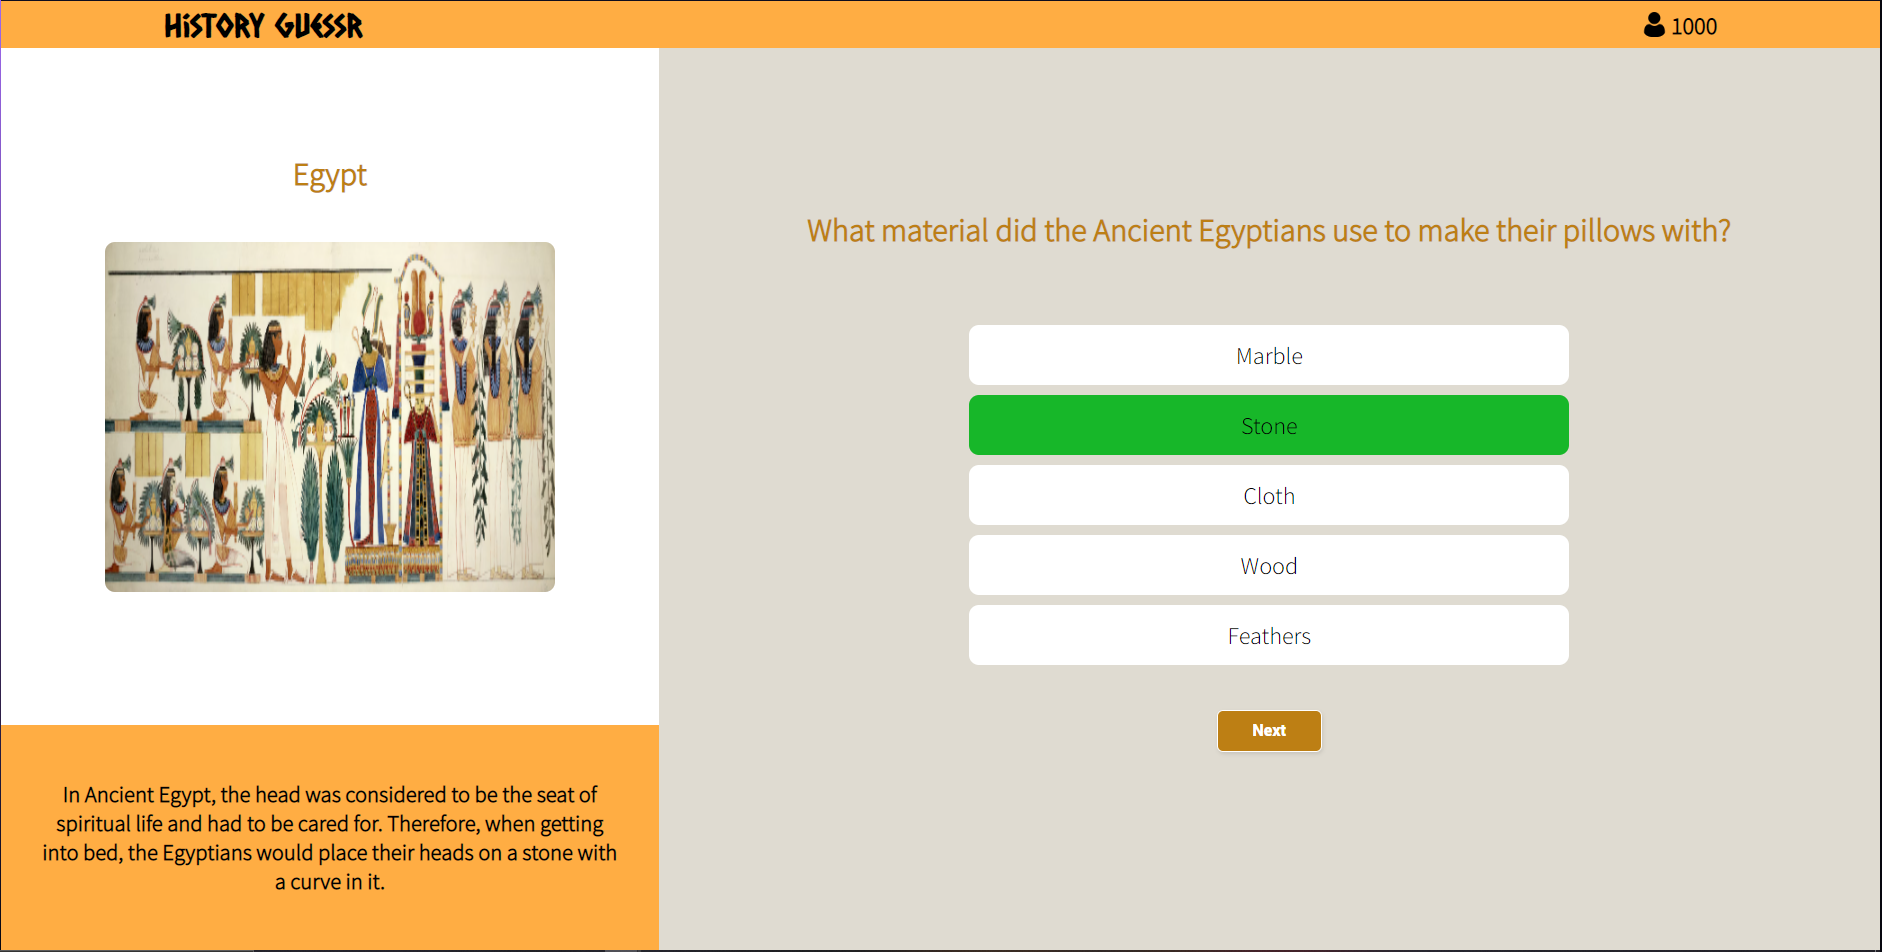 HiSTORY GUESSR
1000
Egypt
In Ancient Egypt, the head was considered to be the seat of
spiritual life and had to be cared for. Therefore, when getting
into bed, the Egyptians would place their heads on a stone with
a curve in it.
What material did the Ancient Egyptians use to make their pillows with?
Marble
Stone
Cloth
Wood
Feathers
Next